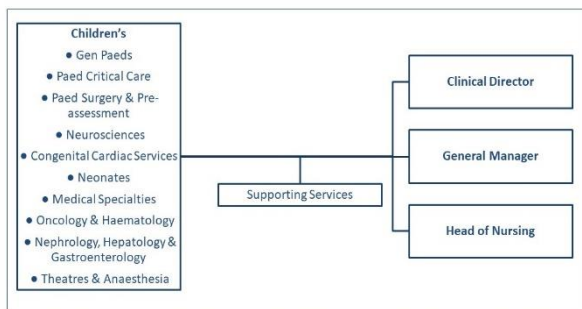 Children's
● Gen Paeds
● Paed Critical Care
● Paed Surgery & Pre-
assessment
● Neurosciences
● Congenital Cardiac Services
● Neonates
● Medical Specialties
● Oncology & Haematology
● Nephrology, Hepatology &
Gastroenterology
● Theatres & Anaesthesia
Supporting Services
Clinical Director
General Manager
Head of Nursing